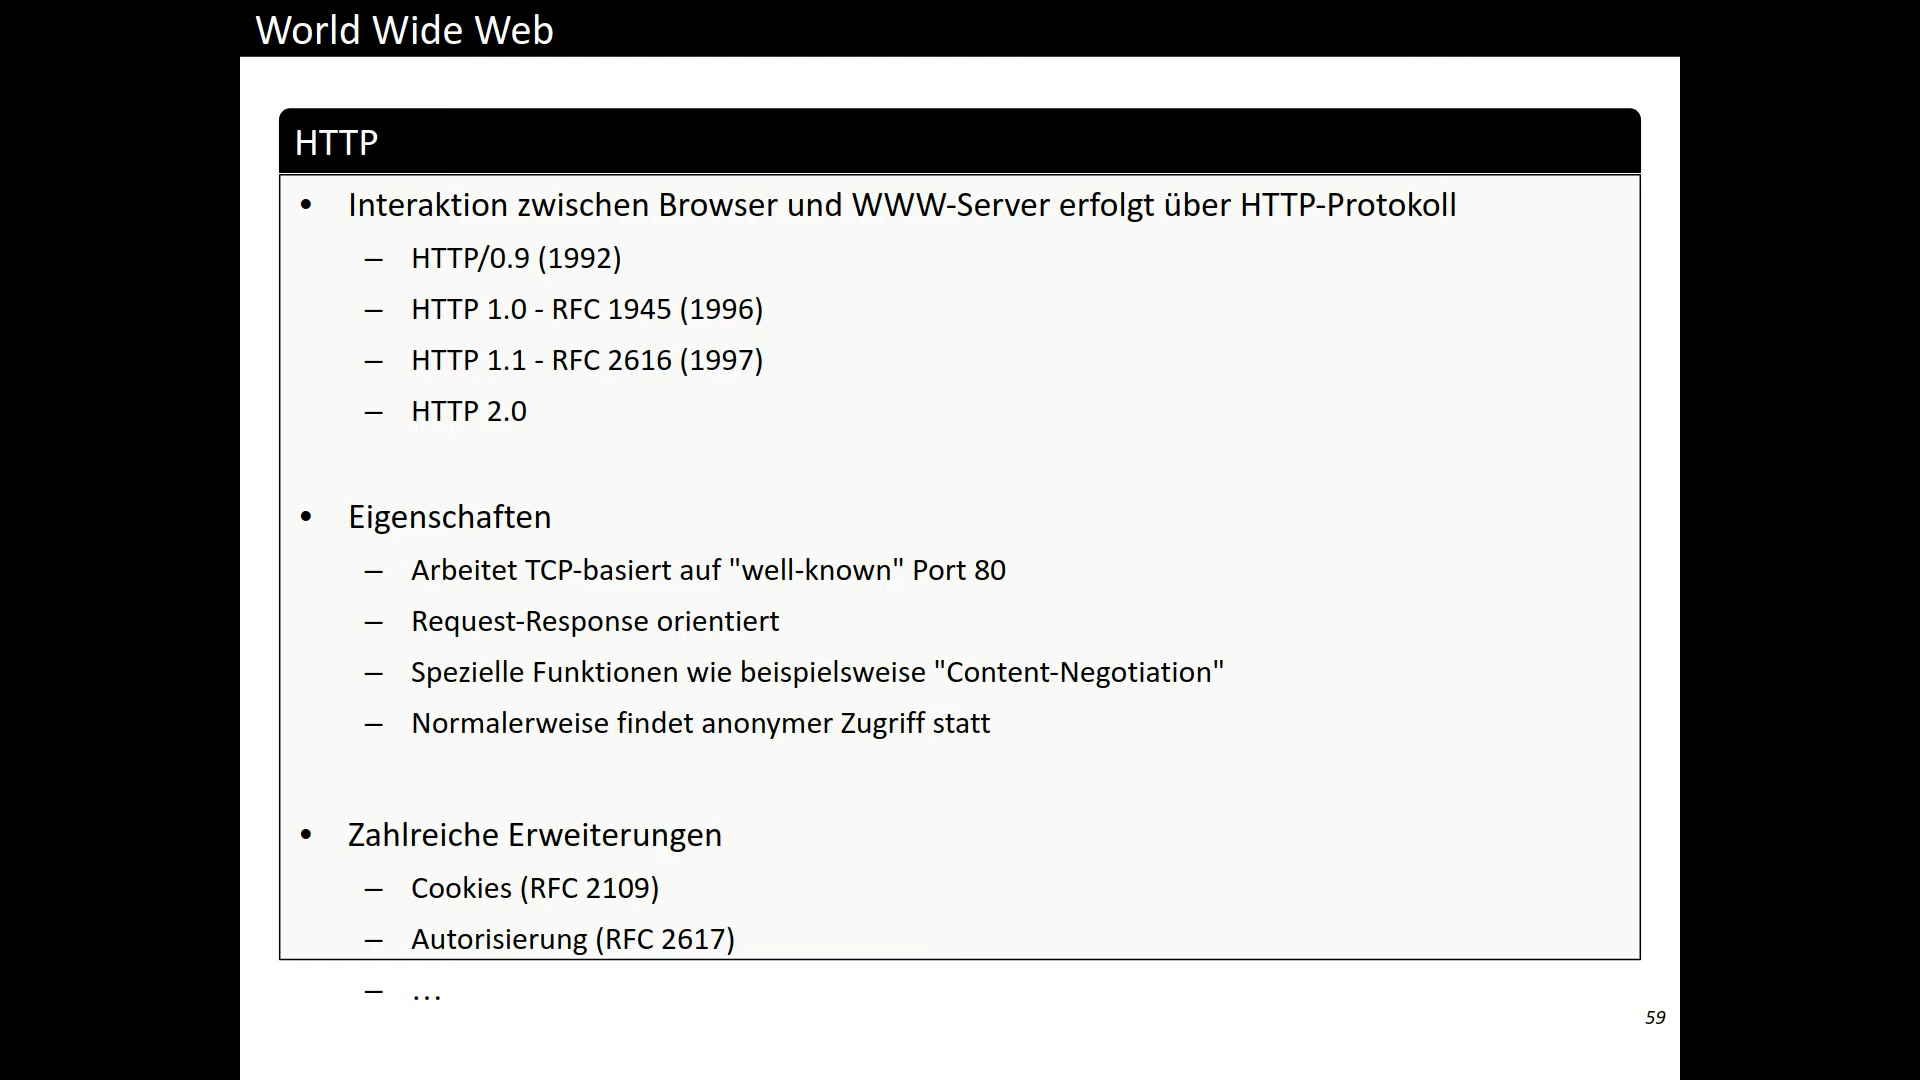 World Wide Web
HTTP
• Interaktion zwischen Browser und WWW-Server erfolgt über HTTP-Protokoll
– HTTP/0.9 (1992)
– HTTP 1.0 - RFC 1945 (1996)
– HTTP 1.1 - RFC 2616 (1997)
– HTTP 2.0
• Eigenschaften
– Arbeitet TCP-basiert auf "well-known" Port 80
– Request-Response orientiert
– Spezielle Funktionen wie beispielsweise "Content-Negotiation"
– Normalerweise findet anonymer Zugriff statt
• Zahlreiche Erweiterungen
– Cookies (RFC 2109)
– Autorisierung (RFC 2617)
– …
59